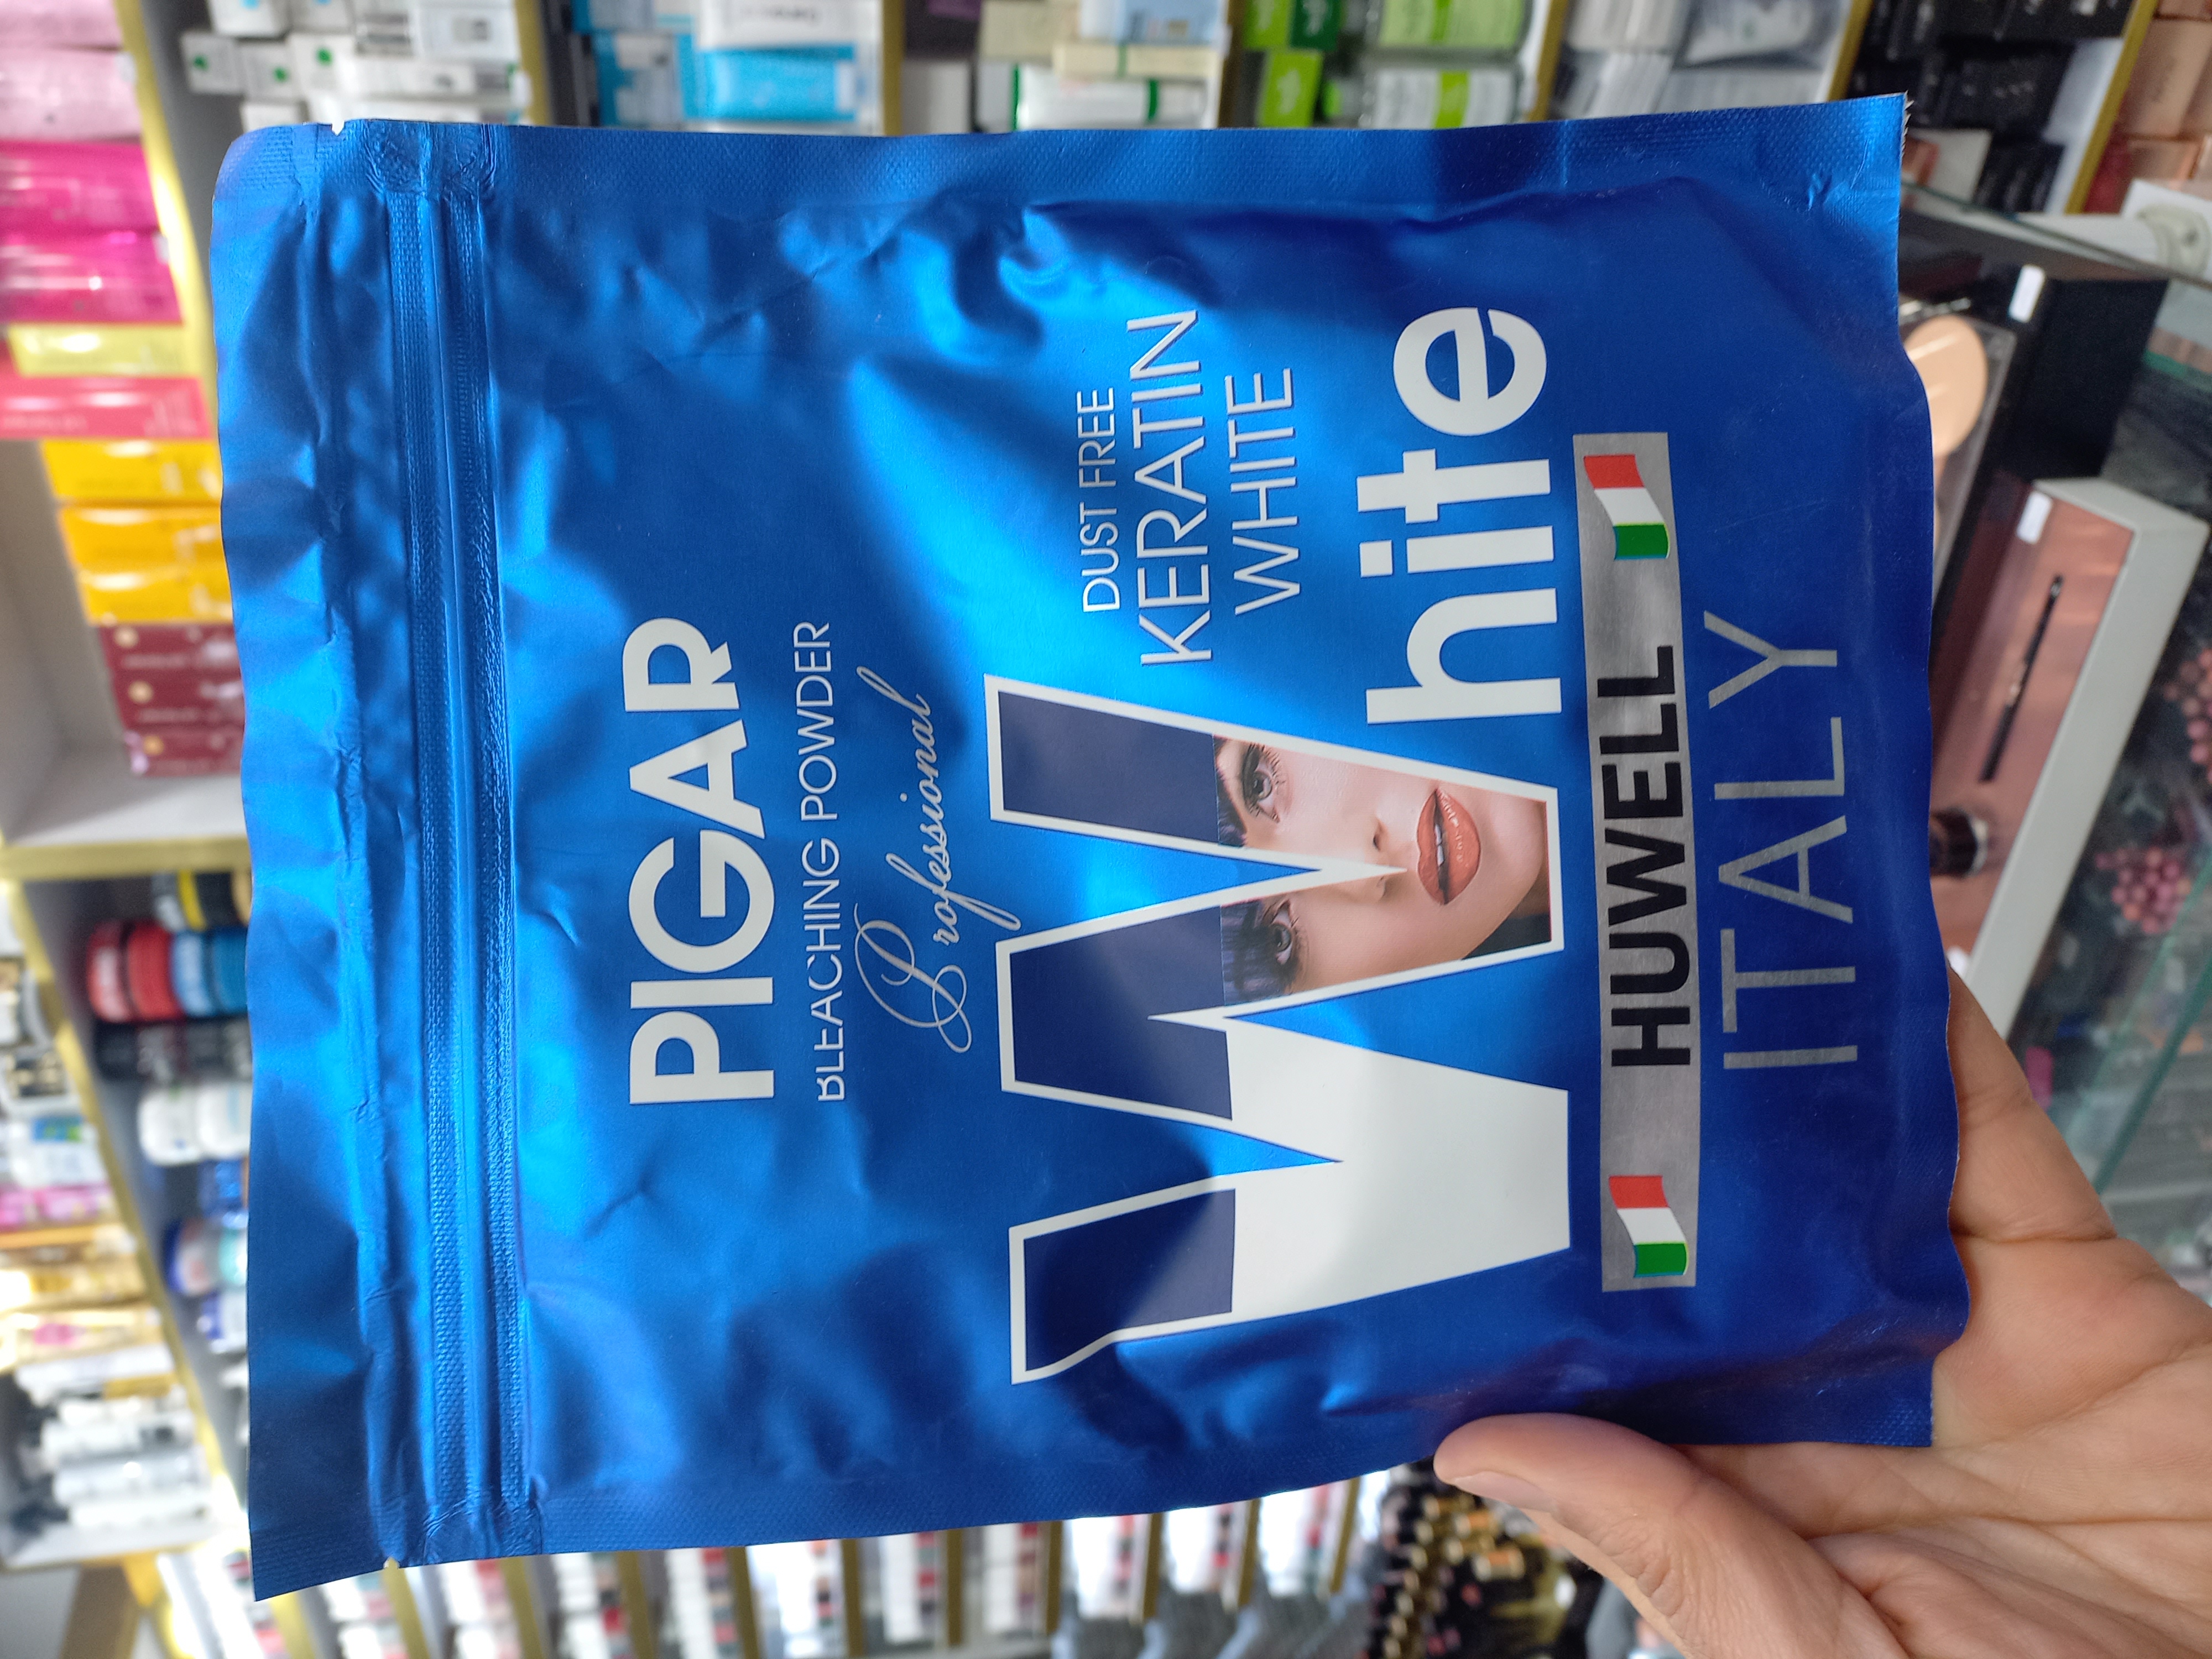 PIGAR
BLEACHING POWDER
Professional
DUST FREE
KERATIN
WHITE
White
HUWELL
ITALY